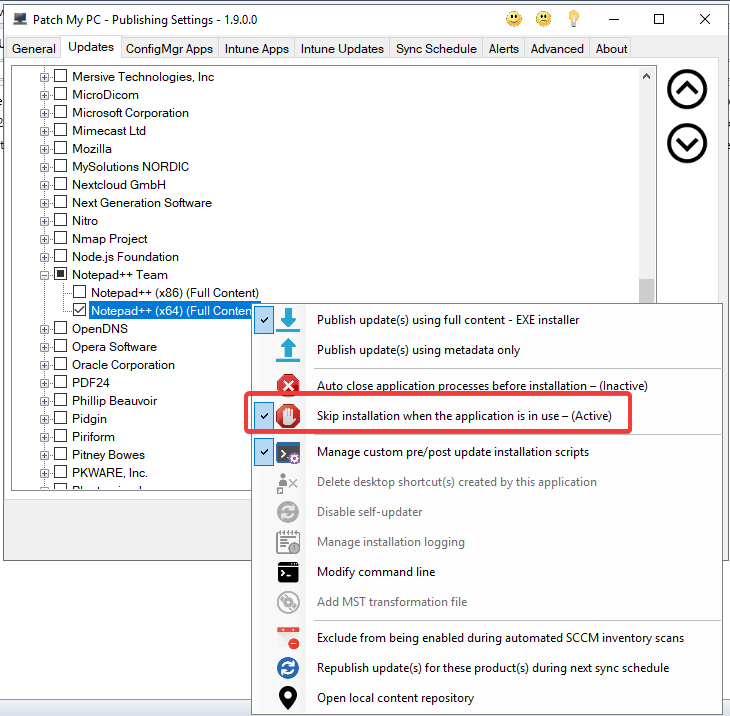 Patch My PC - Publishing Settings - 1.9.0.0
General Updates ConfigMgr Apps Intune Apps Intune Updates Sync Schedule Alerts Advanced About
Mersive Technologies, Inc
MicroDicom
Microsoft Corporation
Mimecast Ltd
Mozilla
MySolutions NORDIC
Nextcloud GmbH
Next Generation Software
Nitro
Nmap Project
Node.js Foundation
Notepad++ Team
Notepad++ (x86) (Full Content)
Notepad++ (x64) (Full Conten
OpenDNS
Opera Software
Oracle Corporation
PDF24
Phillip Beauvoir
Pidgin
Piriform
Pitney Bowes
PKWARE, Inc.
Publish update(s) using full content - EXE installer
Publish update(s) using metadata only
Auto close application processes before installation – (Inactive)
Skip installation when the application is in use – (Active)
Manage custom pre/post update installation scripts
Delete desktop shortcut(s) created by this application
Disable self-updater
Manage installation logging
Modify command line
Add MST transformation file
Exclude from being enabled during automated SCCM inventory scans
Republish update(s) for these product(s) during next sync schedule
Open local content repository